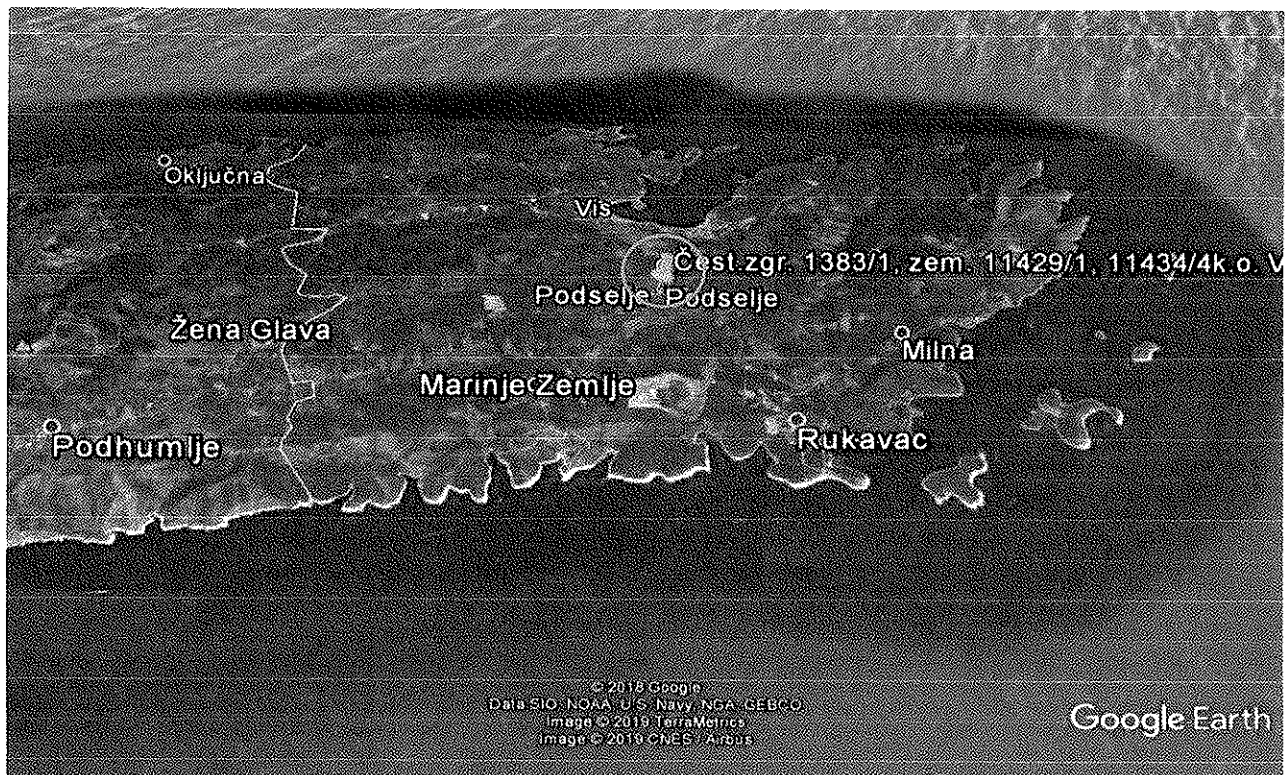 Oključna
Vis
Čest.zgr. 1383/1, zem. 11429/1, 11434/4k.o. V
Podselje Podselje
Žena Glava
Milna
Marinje Zemlje
Podhumlje
Rukavac
© 2018 Google
Data SIO, NOAA, U.S. Navy, NGA, GEBCO
Image © 2019 TerraMetrics
Image © 2019 CNES / Airbus
Google Earth